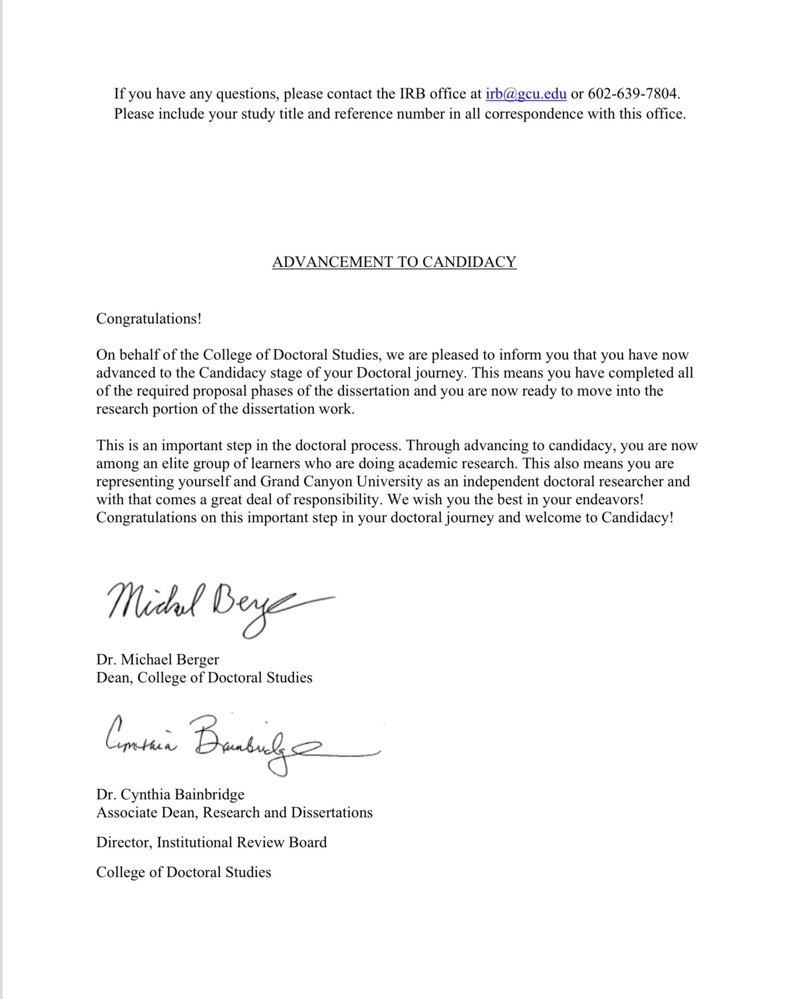 If you have any questions, please contact the IRB office at irb@gcu.edu or 602-639-7804.
Please include your study title and reference number in all correspondence with this office.
ADVANCEMENT TO CANDIDACY
Congratulations!
On behalf of the College of Doctoral Studies, we are pleased to inform you that you have now
advanced to the Candidacy stage of your Doctoral journey. This means you have completed all
of the required proposal phases of the dissertation and you are now ready to move into the
research portion of the dissertation work.
This is an important step in the doctoral process. Through advancing to candidacy, you are now
among an elite group of learners who are doing academic research. This also means you are
representing yourself and Grand Canyon University as an independent doctoral researcher and
with that comes a great deal of responsibility. We wish you the best in your endeavors!
Congratulations on this important step in your doctoral journey and welcome to Candidacy!
Michael Berger
Dr. Michael Berger
Dean, College of Doctoral Studies
Cynthia Bainbridge
Dr. Cynthia Bainbridge
Associate Dean, Research and Dissertations
Director, Institutional Review Board
College of Doctoral Studies